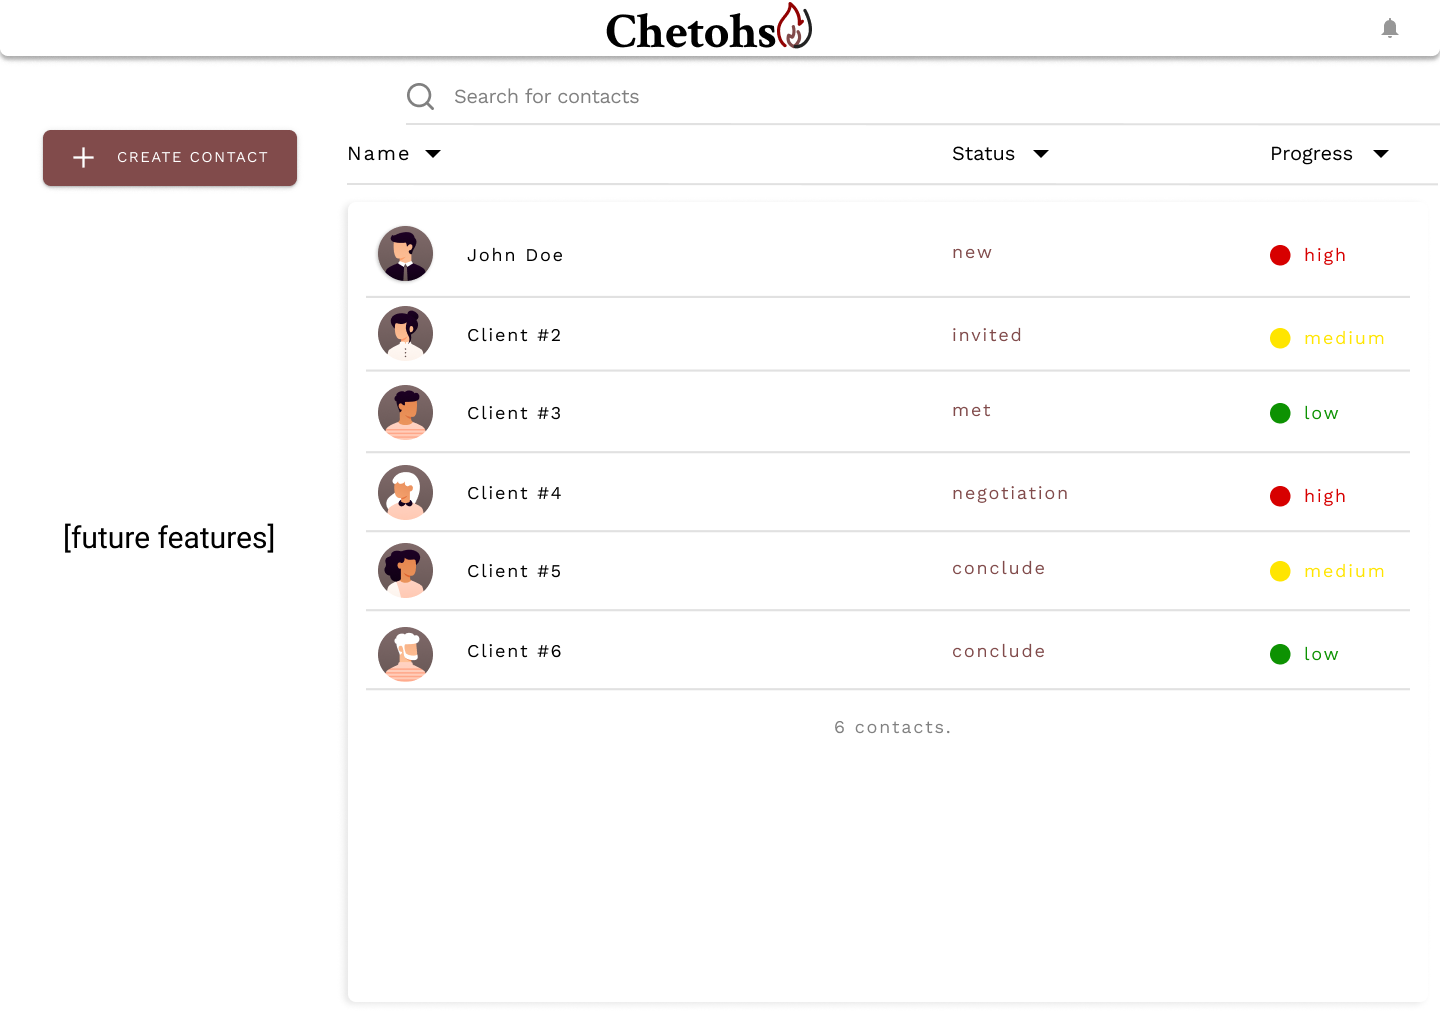 Chetohs
Search for contacts
CREATE CONTACT
Name Status Progress
John Doe new high
Client #2 invited medium
Client #3 met low
Client #4 negotiation high
[future features]
Client #5 conclude medium
Client #6 conclude low
6 contacts.